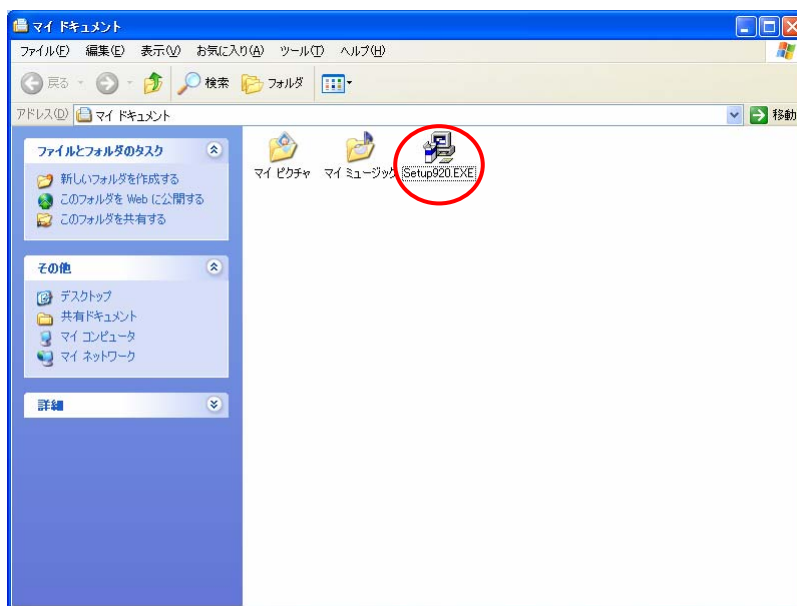 マイ ドキュメント
ファイル(F) 編集(E) 表示(V) お気に入り(A) ツール(T) ヘルプ(H)
戻る 検索 フォルダ
アドレス(D) マイ ドキュメント 移動
ファイルとフォルダのタスク
新しいフォルダを作成する
このフォルダを Web に公開する
このフォルダを共有する
その他
デスクトップ
共有ドキュメント
マイ コンピュータ
マイ ネットワーク
詳細
マイ ピクチャ マイ ミュージック Setup920.EXE